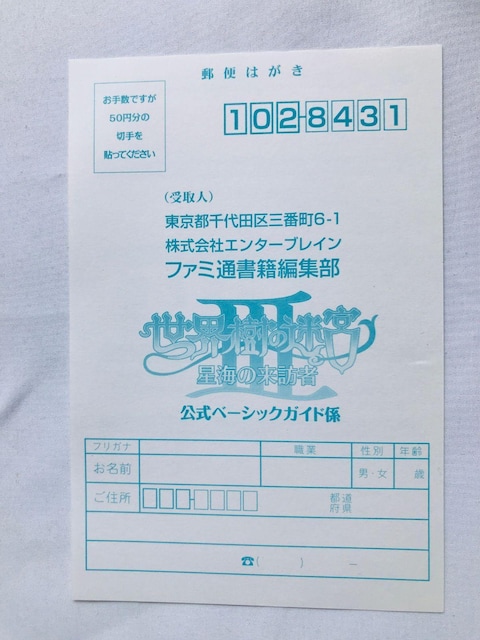 郵便はがき
お手数ですが
50円分の
切手を
貼ってください
102-8431
(受取人)
東京都千代田区三番町6-1
株式会社エンターブレイン
ファミ通書籍編集部
世界樹の迷宮III
星海の来訪者
公式ベーシックガイド係
フリガナ 職業 性別 年齢
お名前 男・女 歳
ご住所 都道
府県
☎( ) −